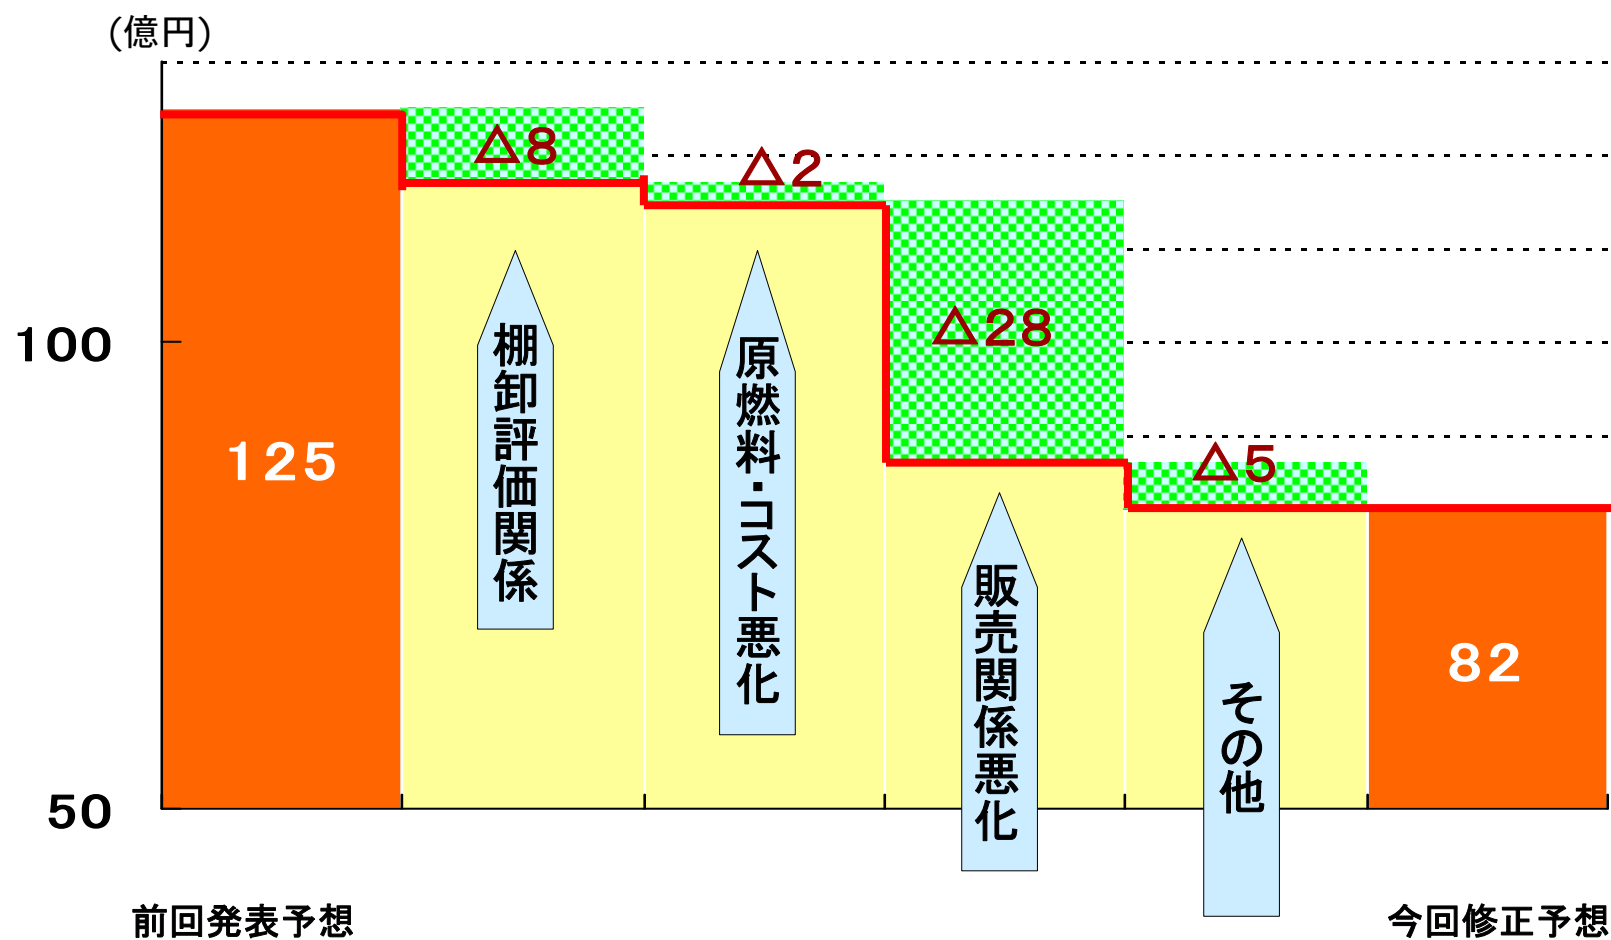 (億円)
100
50
125
△8
△2
△28
△5
82
棚卸評価関係
原燃料・コスト悪化
販売関係悪化
その他
前回発表予想
今回修正予想